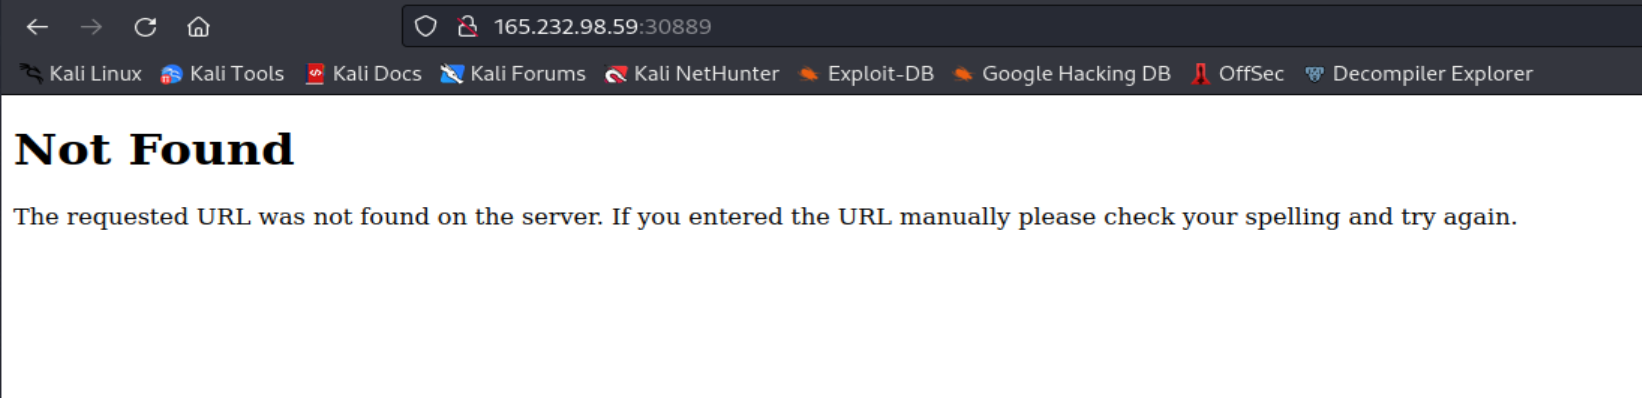 165.232.98.59:30889
Kali Linux Kali Tools Kali Docs Kali Forums Kali NetHunter Exploit-DB Google Hacking DB OffSec Decompiler Explorer
Not Found
The requested URL was not found on the server. If you entered the URL manually please check your spelling and try again.